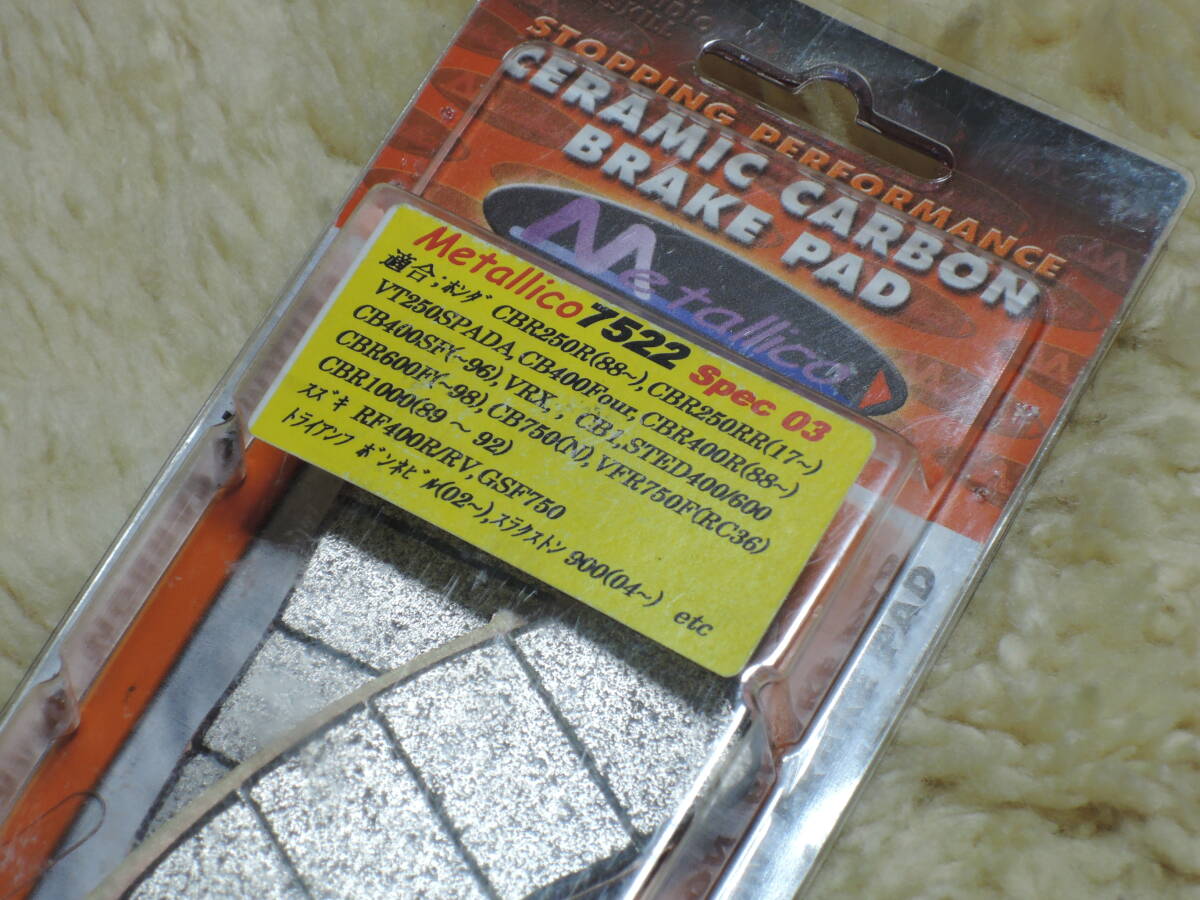 STOPPING PERFORMANCE
CERAMIC CARBON
BRAKE PAD
Metallico
Metallico 7522 Spec 03
適合；ﾎﾝﾀﾞ CBR250R(88~), CBR250RR(17~)
VT250SPADA, CB400Four, CBR400R(88~)
CB400SF(~96), VRX, ; CB1,STED400/600
CBR600F(~98), CB750(N), VFR750F(RC36)
CBR1000(89 ~ 92)
ｽｽﾞｷ RF400R/RV, GSF750
ﾄﾗｲｱﾝﾌ ﾎﾞﾝﾈﾋﾞﾙ(02~),ｽﾗｸｽﾄﾝ 900(04~) etc
PAD